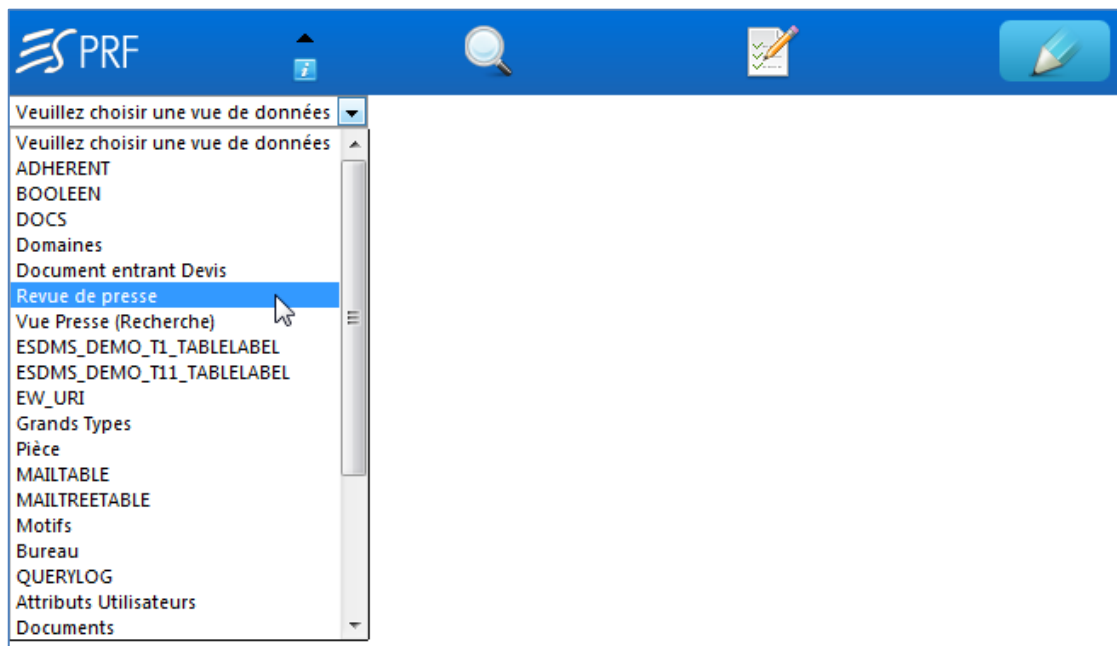 ES PRF
i
Veuillez choisir une vue de données
Veuillez choisir une vue de données
ADHERENT
BOOLEEN
DOCS
Domaines
Document entrant Devis
Revue de presse
Vue Presse (Recherche)
ESDMS_DEMO_T1_TABLELABEL
ESDMS_DEMO_T11_TABLELABEL
EW_URI
Grands Types
Pièce
MAILTABLE
MAILTREETABLE
Motifs
Bureau
QUERYLOG
Attributs Utilisateurs
Documents